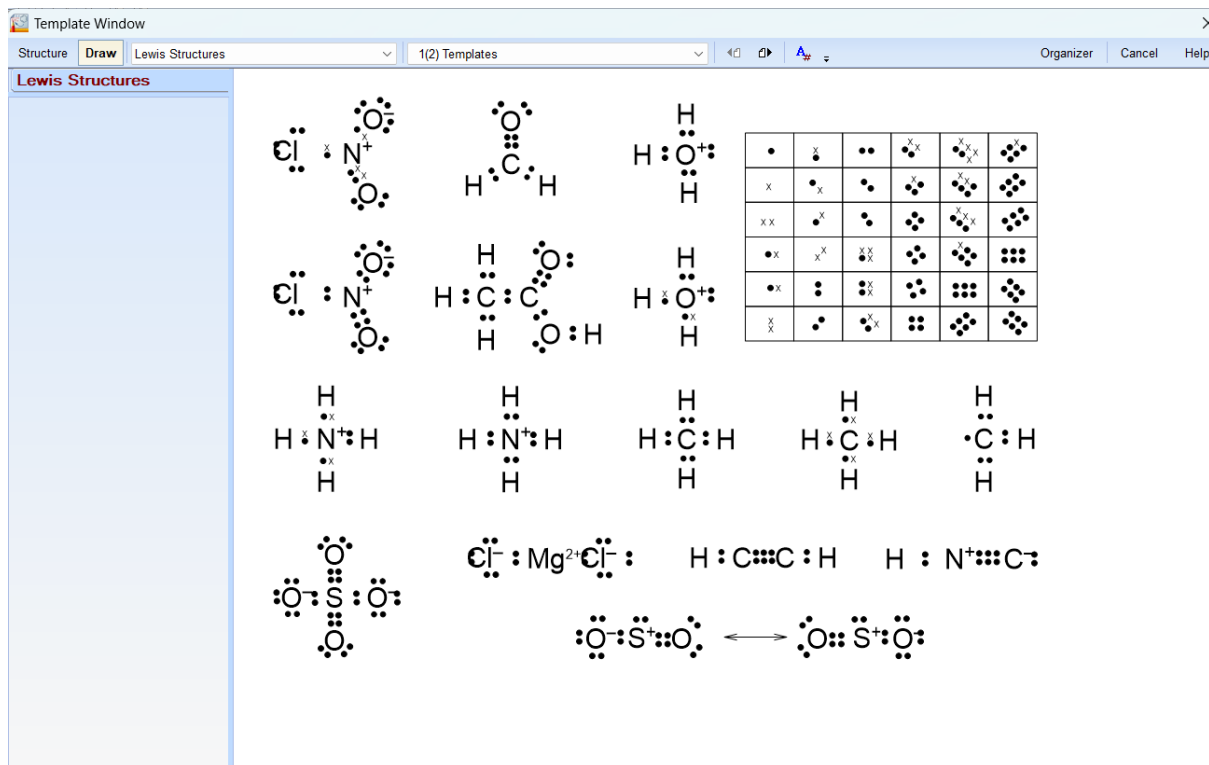 Template Window
Structure Draw Lewis Structures 1(2) Templates A# Organizer Cancel Help
Lewis Structures
O⁻
Cl N⁺
O
O
C
H H
H
H O⁺
H
x x x x x x x
x x x
x x x x x
x x x x x
x x
x x x x
O⁻
Cl N⁺
O
H
H C C O
H O H
H
H x O⁺
x
H
H
x
H x N⁺ H
x
H
H
H N⁺ H
H
H
H C H
H
H
x
H x C x H
x
H
H
C H
H
O
O⁻ S O⁻
O
Cl⁻ Mg²⁺ Cl⁻
H C C H
H N⁺ C⁻
O⁻ S⁺ O ⟷ O S⁺ O⁻